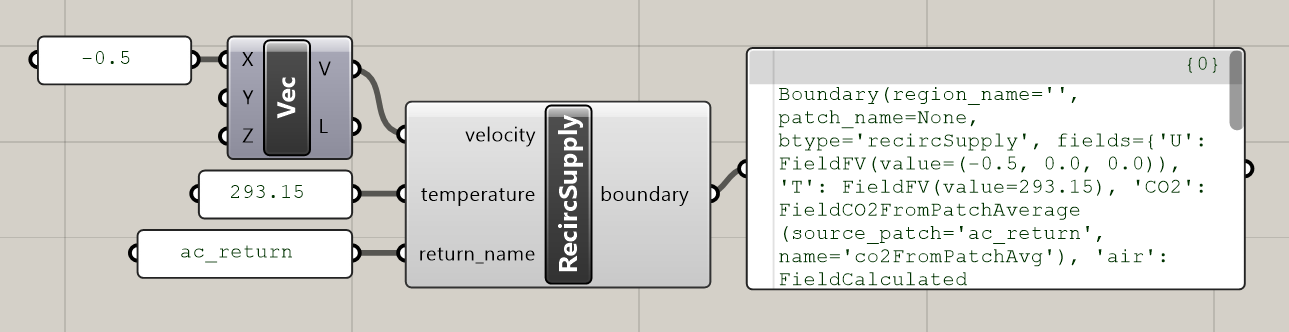 -0.5
X
Y
Z
Vec
V
L
293.15
ac_return
velocity
temperature
return_name
RecircSupply
boundary
{0}
Boundary(region_name='',
patch_name=None,
btype='recircSupply', fields={'U':
FieldFV(value=(-0.5, 0.0, 0.0)),
'T': FieldFV(value=293.15), 'CO2':
FieldCO2FromPatchAverage
(source_patch='ac_return',
name='co2FromPatchAvg'), 'air':
FieldCalculated